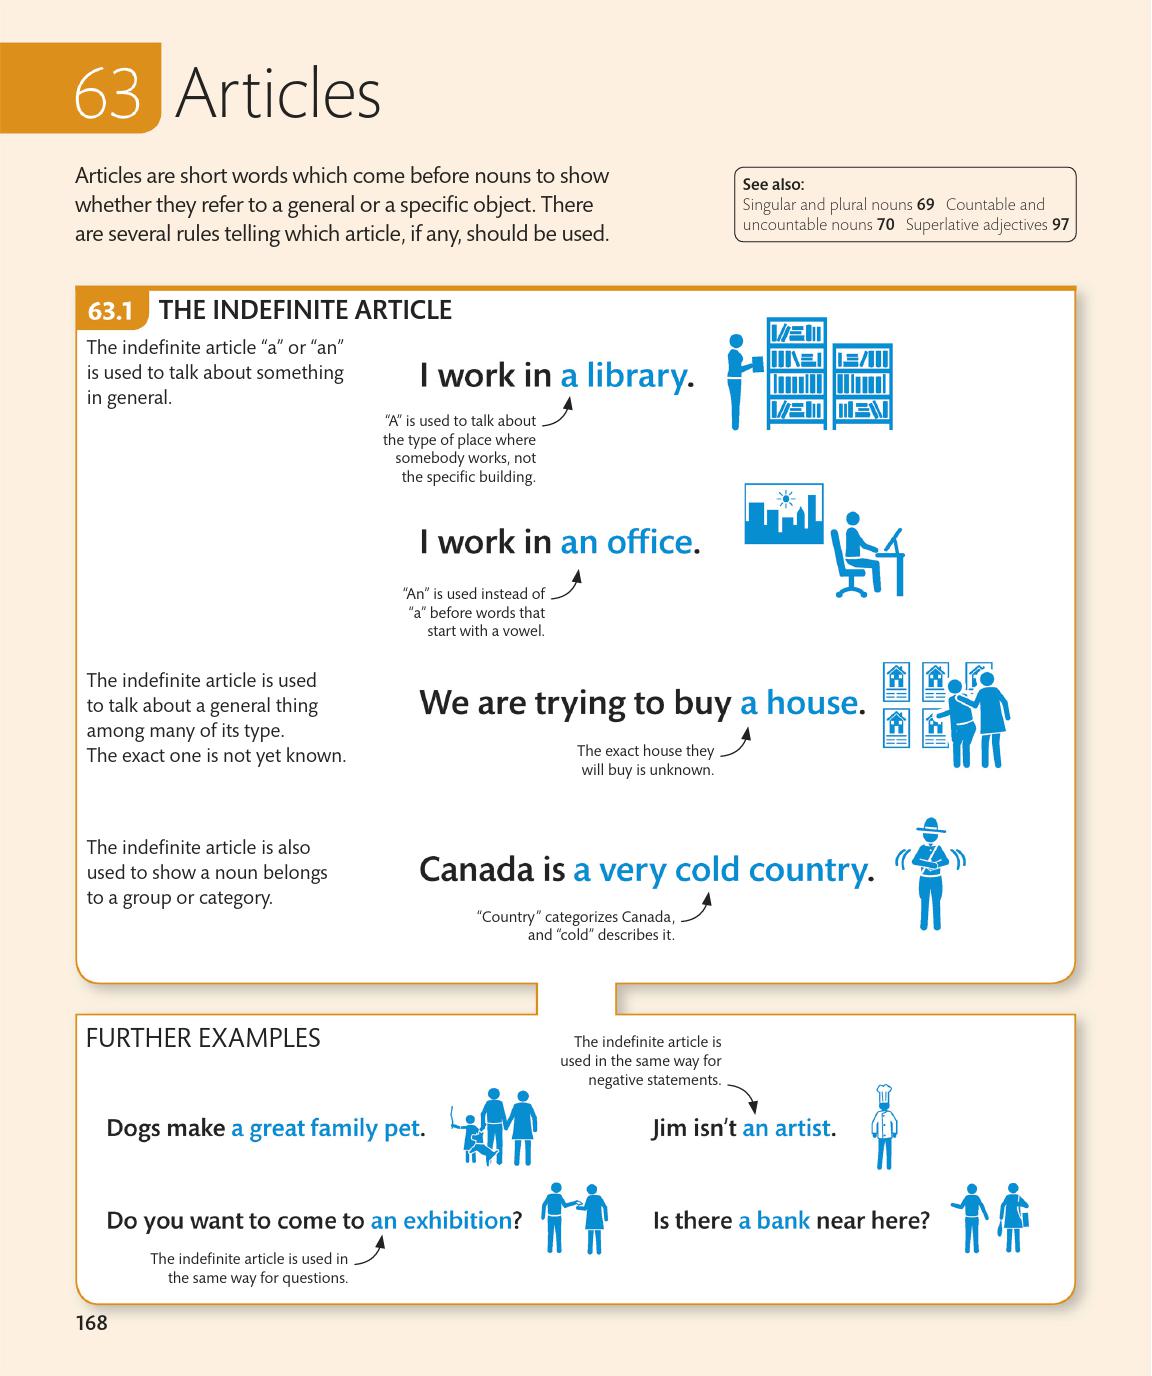 63 Articles
Articles are short words which come before nouns to show
whether they refer to a general or a specific object. There
are several rules telling which article, if any, should be used.
See also:
Singular and plural nouns 69 Countable and
uncountable nouns 70 Superlative adjectives 97
63.1 THE INDEFINITE ARTICLE
The indefinite article “a” or “an”
is used to talk about something
in general.
I work in a library.
“A” is used to talk about
the type of place where
somebody works, not
the specific building.
I work in an office.
“An” is used instead of
“a” before words that
start with a vowel.
The indefinite article is used
to talk about a general thing
among many of its type.
The exact one is not yet known.
We are trying to buy a house.
The exact house they
will buy is unknown.
The indefinite article is also
used to show a noun belongs
to a group or category.
Canada is a very cold country.
“Country” categorizes Canada,
and “cold” describes it.
FURTHER EXAMPLES
Dogs make a great family pet.
The indefinite article is
used in the same way for
negative statements.
Jim isn’t an artist.
Do you want to come to an exhibition?
The indefinite article is used in
the same way for questions.
Is there a bank near here?
168